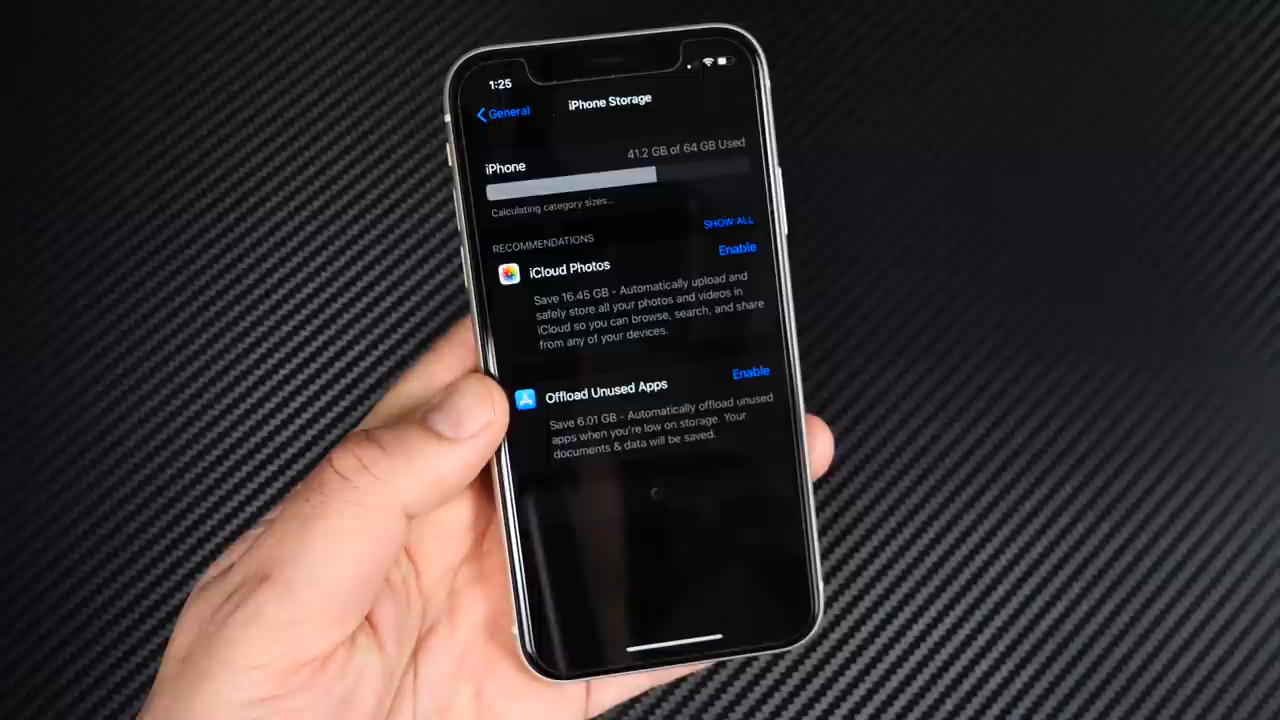 1:25
General
iPhone Storage
iPhone
41.2 GB of 64 GB Used
Calculating category sizes...
RECOMMENDATIONS
SHOW ALL
iCloud Photos
Enable
Save 16.45 GB - Automatically upload and
safely store all your photos and videos in
iCloud so you can browse, search, and share
from any of your devices.
Offload Unused Apps
Enable
Save 6.01 GB - Automatically offload unused
apps when you're low on storage. Your
documents & data will be saved.